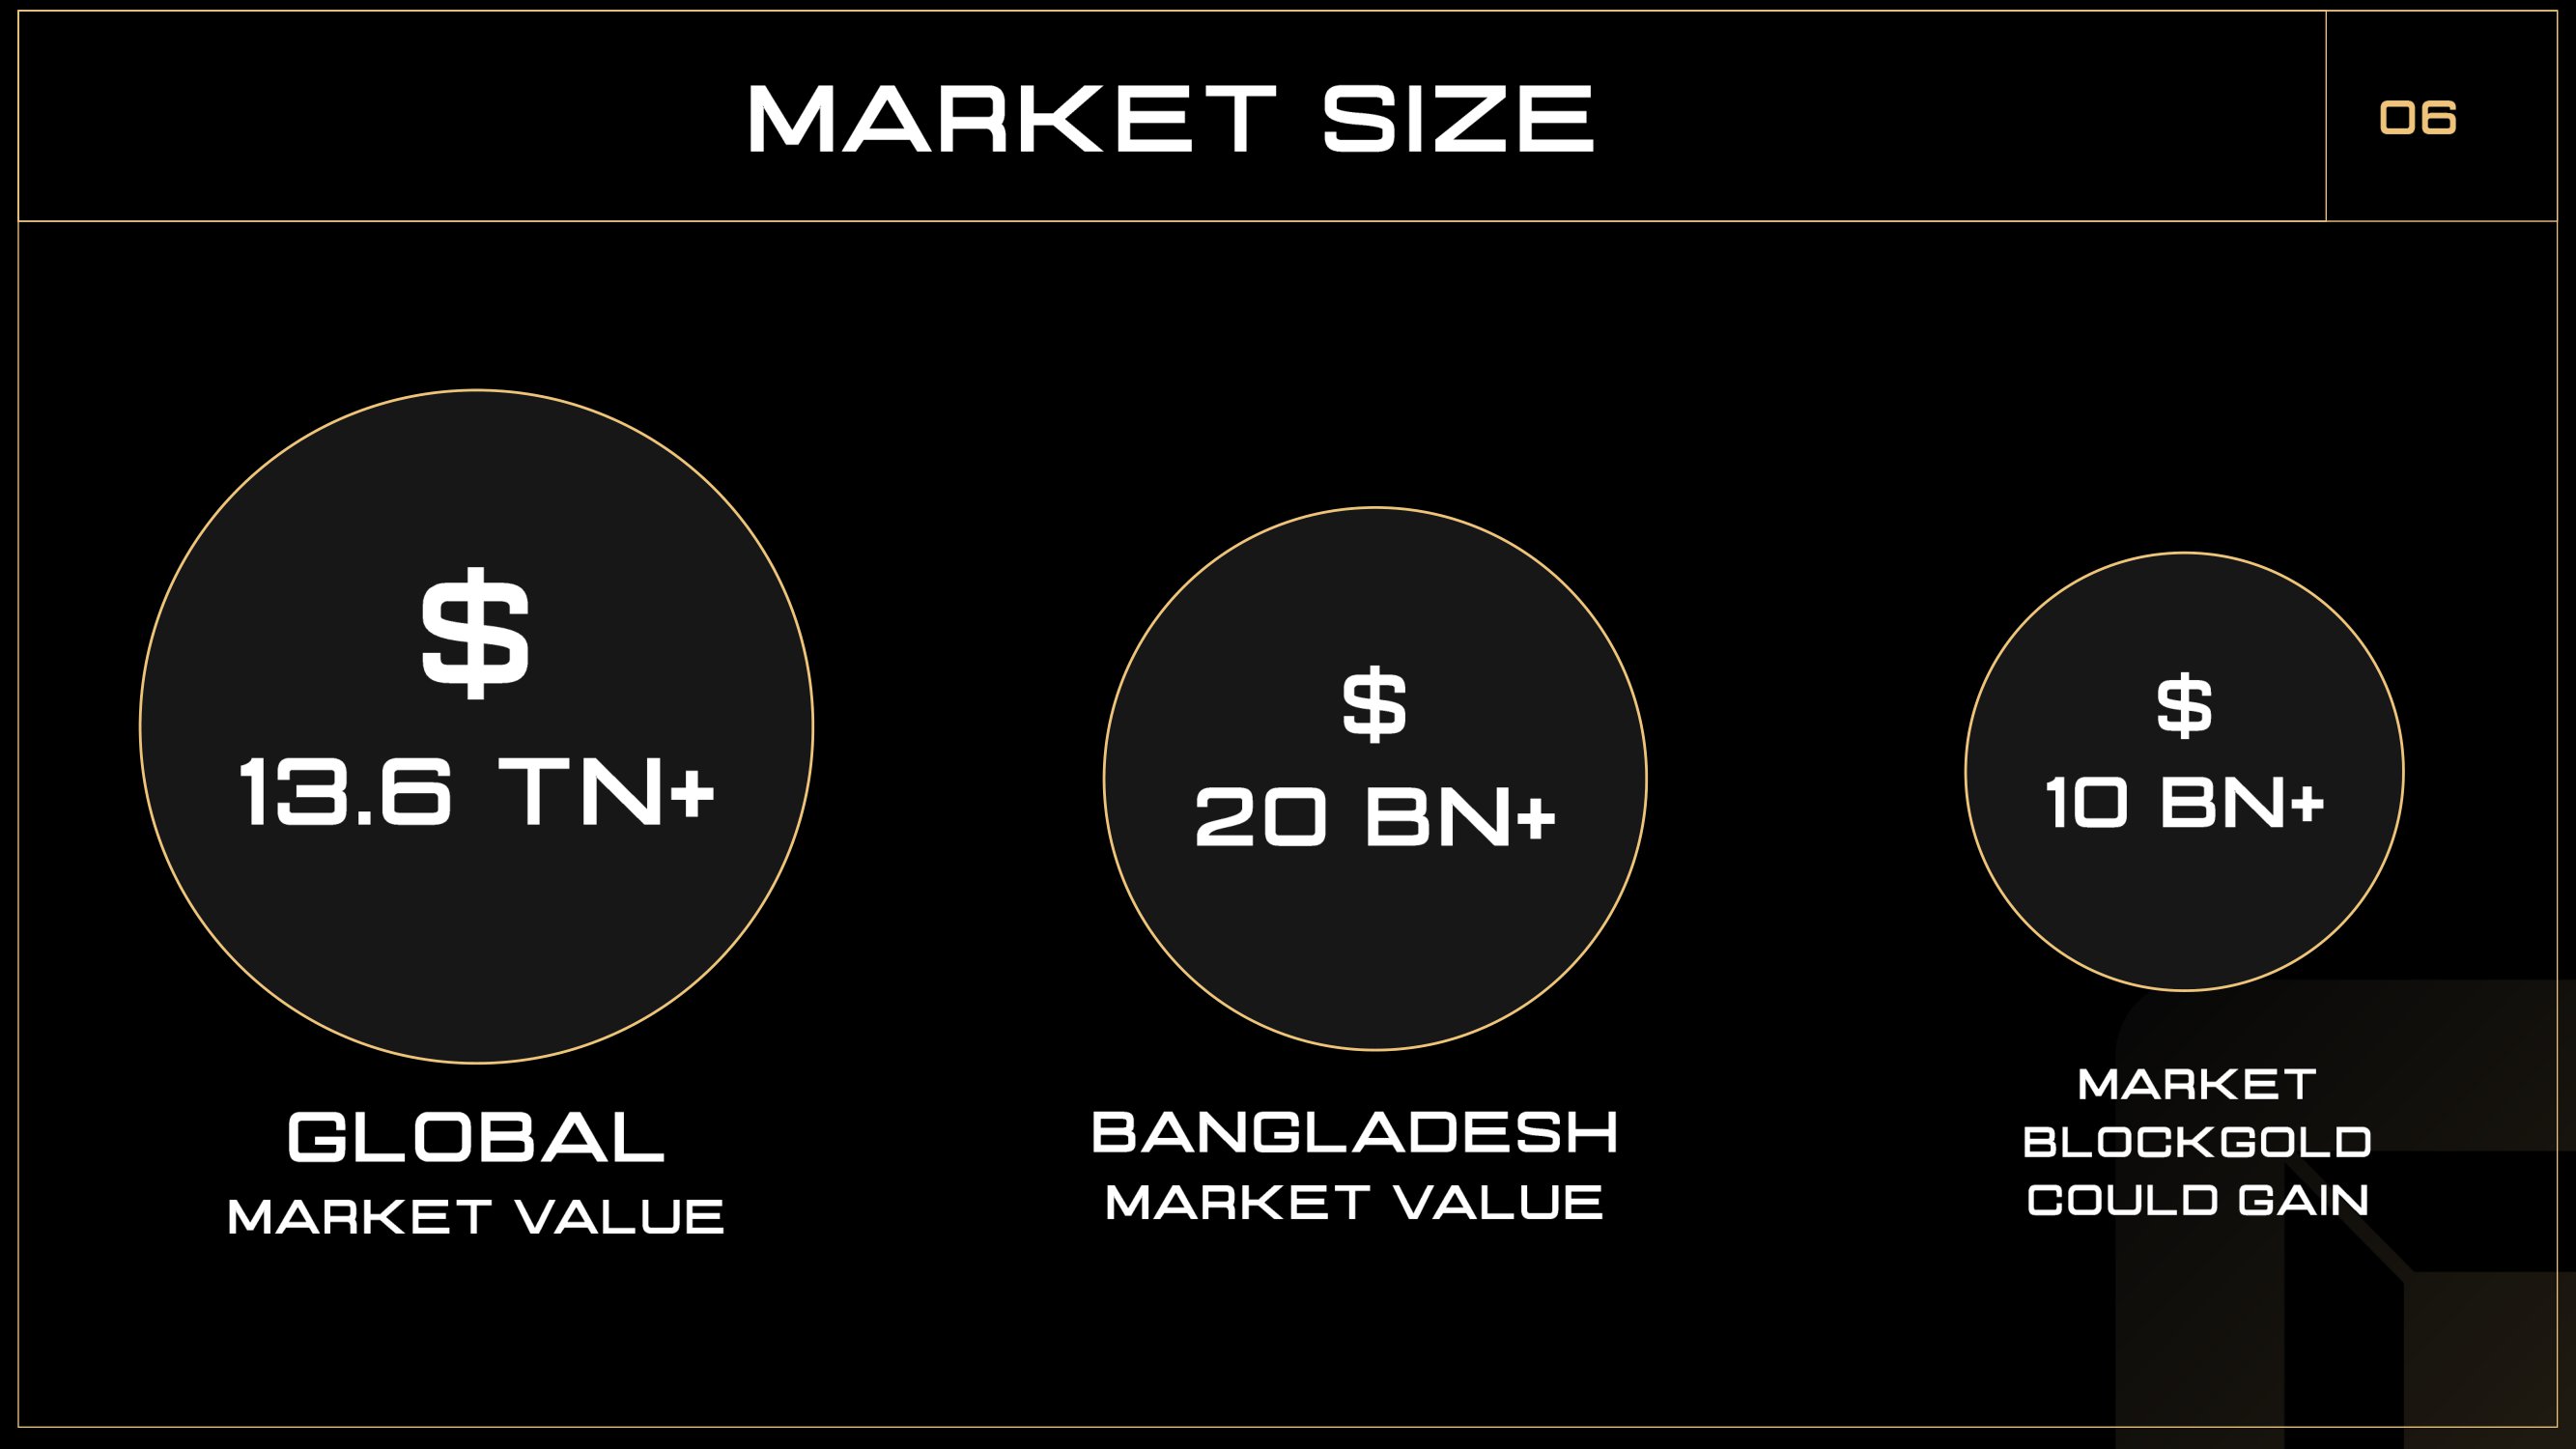 MARKET SIZE
06
$
13.6 TN+
GLOBAL
MARKET VALUE
$
20 BN+
BANGLADESH
MARKET VALUE
$
10 BN+
MARKET
BLOCKGOLD
COULD GAIN